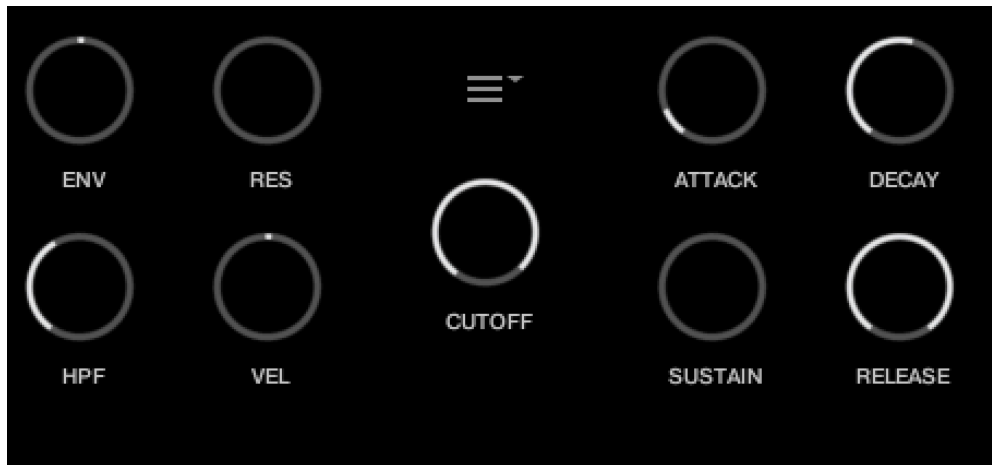 ENV
RES
ATTACK
DECAY
CUTOFF
HPF
VEL
SUSTAIN
RELEASE